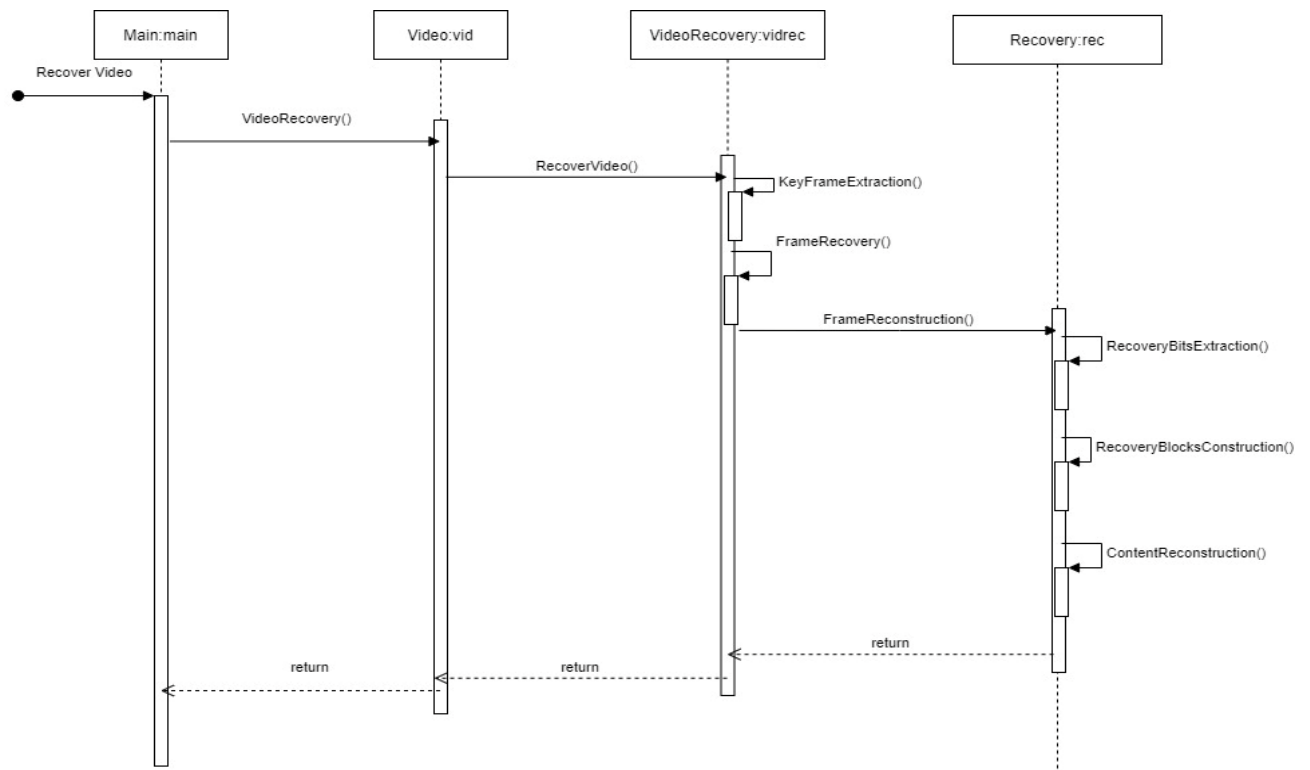 Main:main
Video:vid
VideoRecovery:vidrec
Recovery:rec
Recover Video
VideoRecovery()
RecoverVideo()
KeyFrameExtraction()
FrameRecovery()
FrameReconstruction()
RecoveryBitsExtraction()
RecoveryBlocksConstruction()
ContentReconstruction()
return
return
return